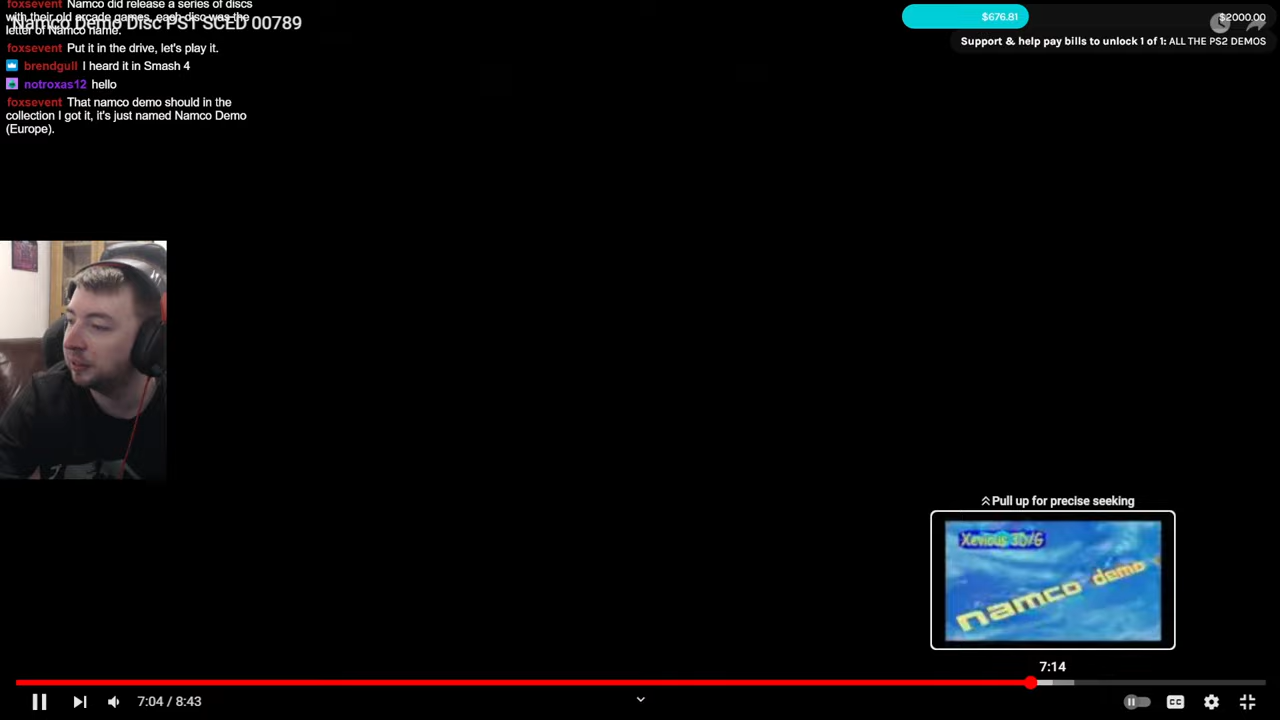 foxsevent Namco did release a series of discs
with their old arcade games, each disc was the
letter of Namco name.
Namco Demo Disc PS1 SCED 00789
foxsevent Put it in the drive, let's play it.
brendgull I heard it in Smash 4
notroxas12 hello
foxsevent That namco demo should in the
collection I got it, it's just named Namco Demo
(Europe).
$676.81
$2000.00
Support & help pay bills to unlock 1 of 1: ALL THE PS2 DEMOS
Pull up for precise seeking
Xevious 3D/G
namco demo
7:14
7:04 / 8:43
CC